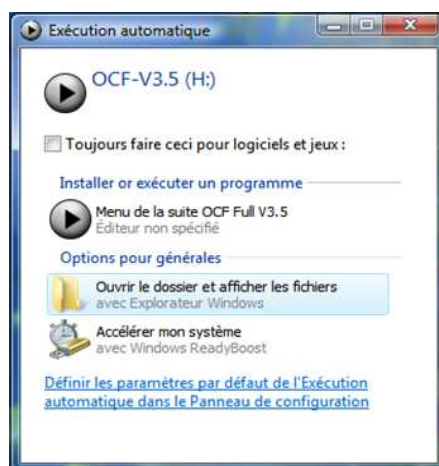 Exécution automatique
OCF-V3.5 (H:)
Toujours faire ceci pour logiciels et jeux :
Installer or exécuter un programme
Menu de la suite OCF Full V3.5
Éditeur non spécifié
Options pour générales
Ouvrir le dossier et afficher les fichiers
avec Explorateur Windows
Accélérer mon système
avec Windows ReadyBoost
Définir les paramètres par défaut de l'Exécution
automatique dans le Panneau de configuration